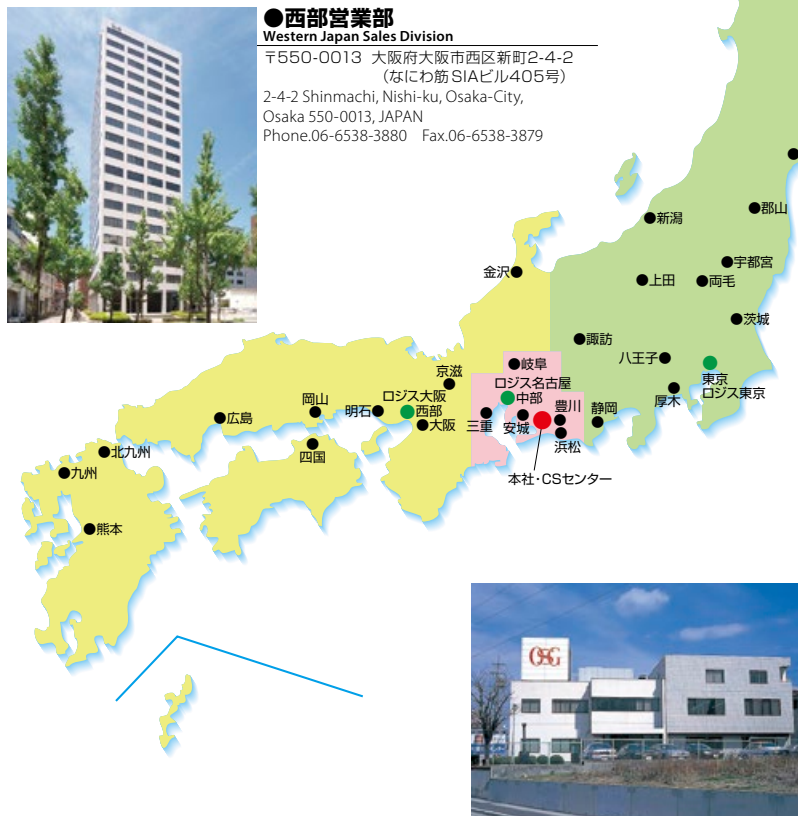 ●西部営業部
Western Japan Sales Division
〒550-0013 大阪府大阪市西区新町2-4-2
（なにわ筋SIAビル405号）
2-4-2 Shinmachi, Nishi-ku, Osaka-City,
Osaka 550-0013, JAPAN
Phone.06-6538-3880 Fax.06-6538-3879
新潟
郡山
金沢
上田
両毛
宇都宮
茨城
諏訪
八王子
東京
ロジス東京
厚木
岐阜
ロジス名古屋
中部
京滋
ロジス大阪
西部
岡山
明石
広島
大阪
三重
安城
豊川
浜松
静岡
四国
北九州
九州
熊本
本社・CSセンター
OSG